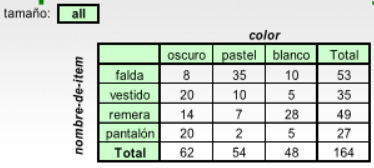 tamaño: all
color
nombre-de-item
oscuro pastel blanco Total
falda 8 35 10 53
vestido 20 10 5 35
remera 14 7 28 49
pantalón 20 2 5 27
Total 62 54 48 164